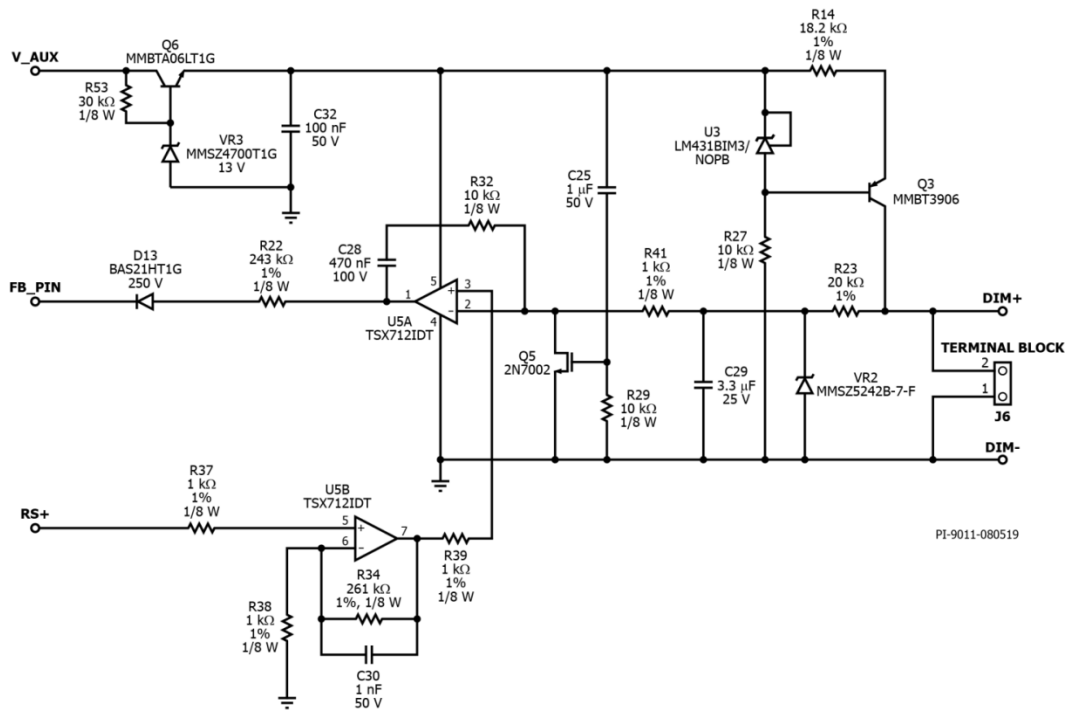 R14
18.2 kΩ
1%
1/8 W
Q6
MMBTA06LT1G
V_AUX
R53
30 kΩ
1/8 W
VR3
MMSZ4700T1G
13 V
C32
100 nF
50 V
U3
LM431BIM3/
NOPB
Q3
MMBT3906
C25
1 μF
50 V
R32
10 kΩ
1/8 W
R27
10 kΩ
1/8 W
R22
243 kΩ
1%
1/8 W
C28
470 nF
100 V
R41
1 kΩ
1%
1/8 W
R23
20 kΩ
1%
D13
BAS21HT1G
250 V
FB_PIN
5
3
1
2
4
+
-
U5A
TSX712IDT
DIM+
TERMINAL BLOCK
2
1
J6
Q5
2N7002
C29
3.3 μF
25 V
VR2
MMSZ5242B-7-F
R29
10 kΩ
1/8 W
DIM-
R37
1 kΩ
1%
1/8 W
U5B
TSX712IDT
RS+
5
6
7
+
-
R39
1 kΩ
1%
1/8 W
PI-9011-080519
R34
261 kΩ
1%, 1/8 W
R38
1 kΩ
1%
1/8 W
C30
1 nF
50 V